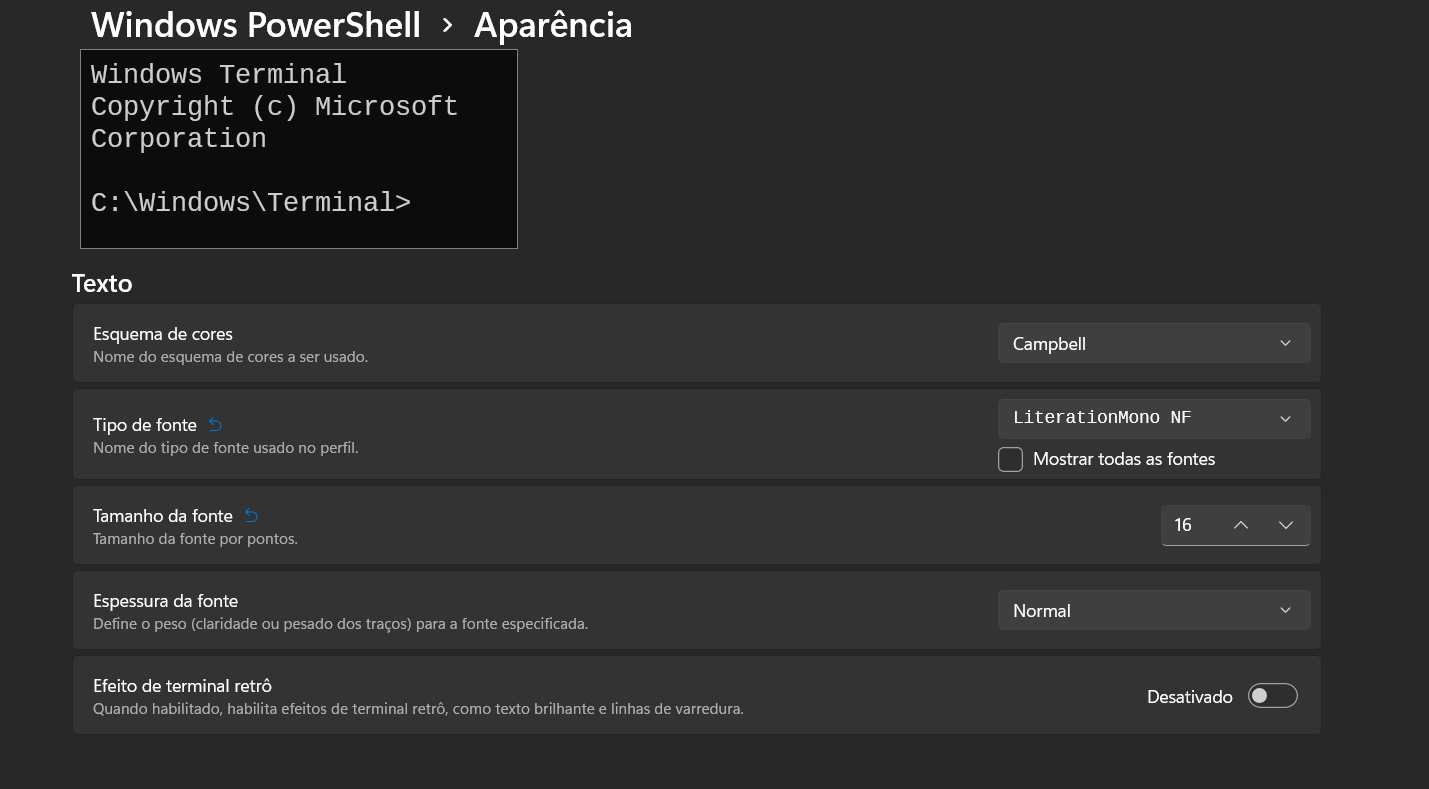 Windows PowerShell › Aparência
Windows Terminal
Copyright (c) Microsoft
Corporation
C:\Windows\Terminal>
Texto
Esquema de cores
Nome do esquema de cores a ser usado.
Campbell
Tipo de fonte
Nome do tipo de fonte usado no perfil.
LiterationMono NF
Mostrar todas as fontes
Tamanho da fonte
Tamanho da fonte por pontos.
16
Espessura da fonte
Define o peso (claridade ou pesado dos traços) para a fonte especificada.
Normal
Efeito de terminal retrô
Quando habilitado, habilita efeitos de terminal retrô, como texto brilhante e linhas de varredura.
Desativado